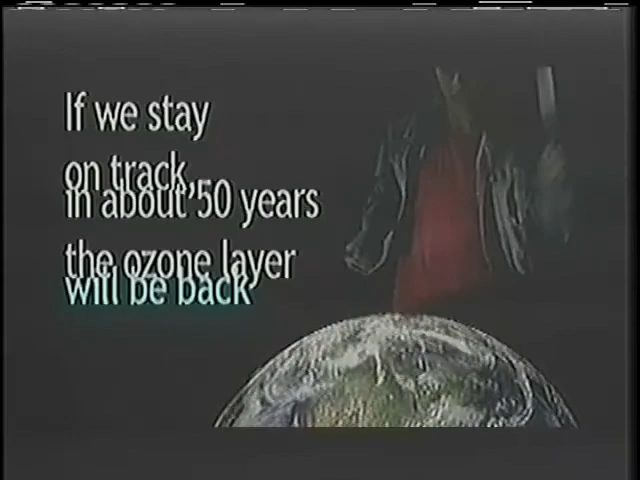 If we stay
on track,..
in about 50 years
the ozone layer
will be back